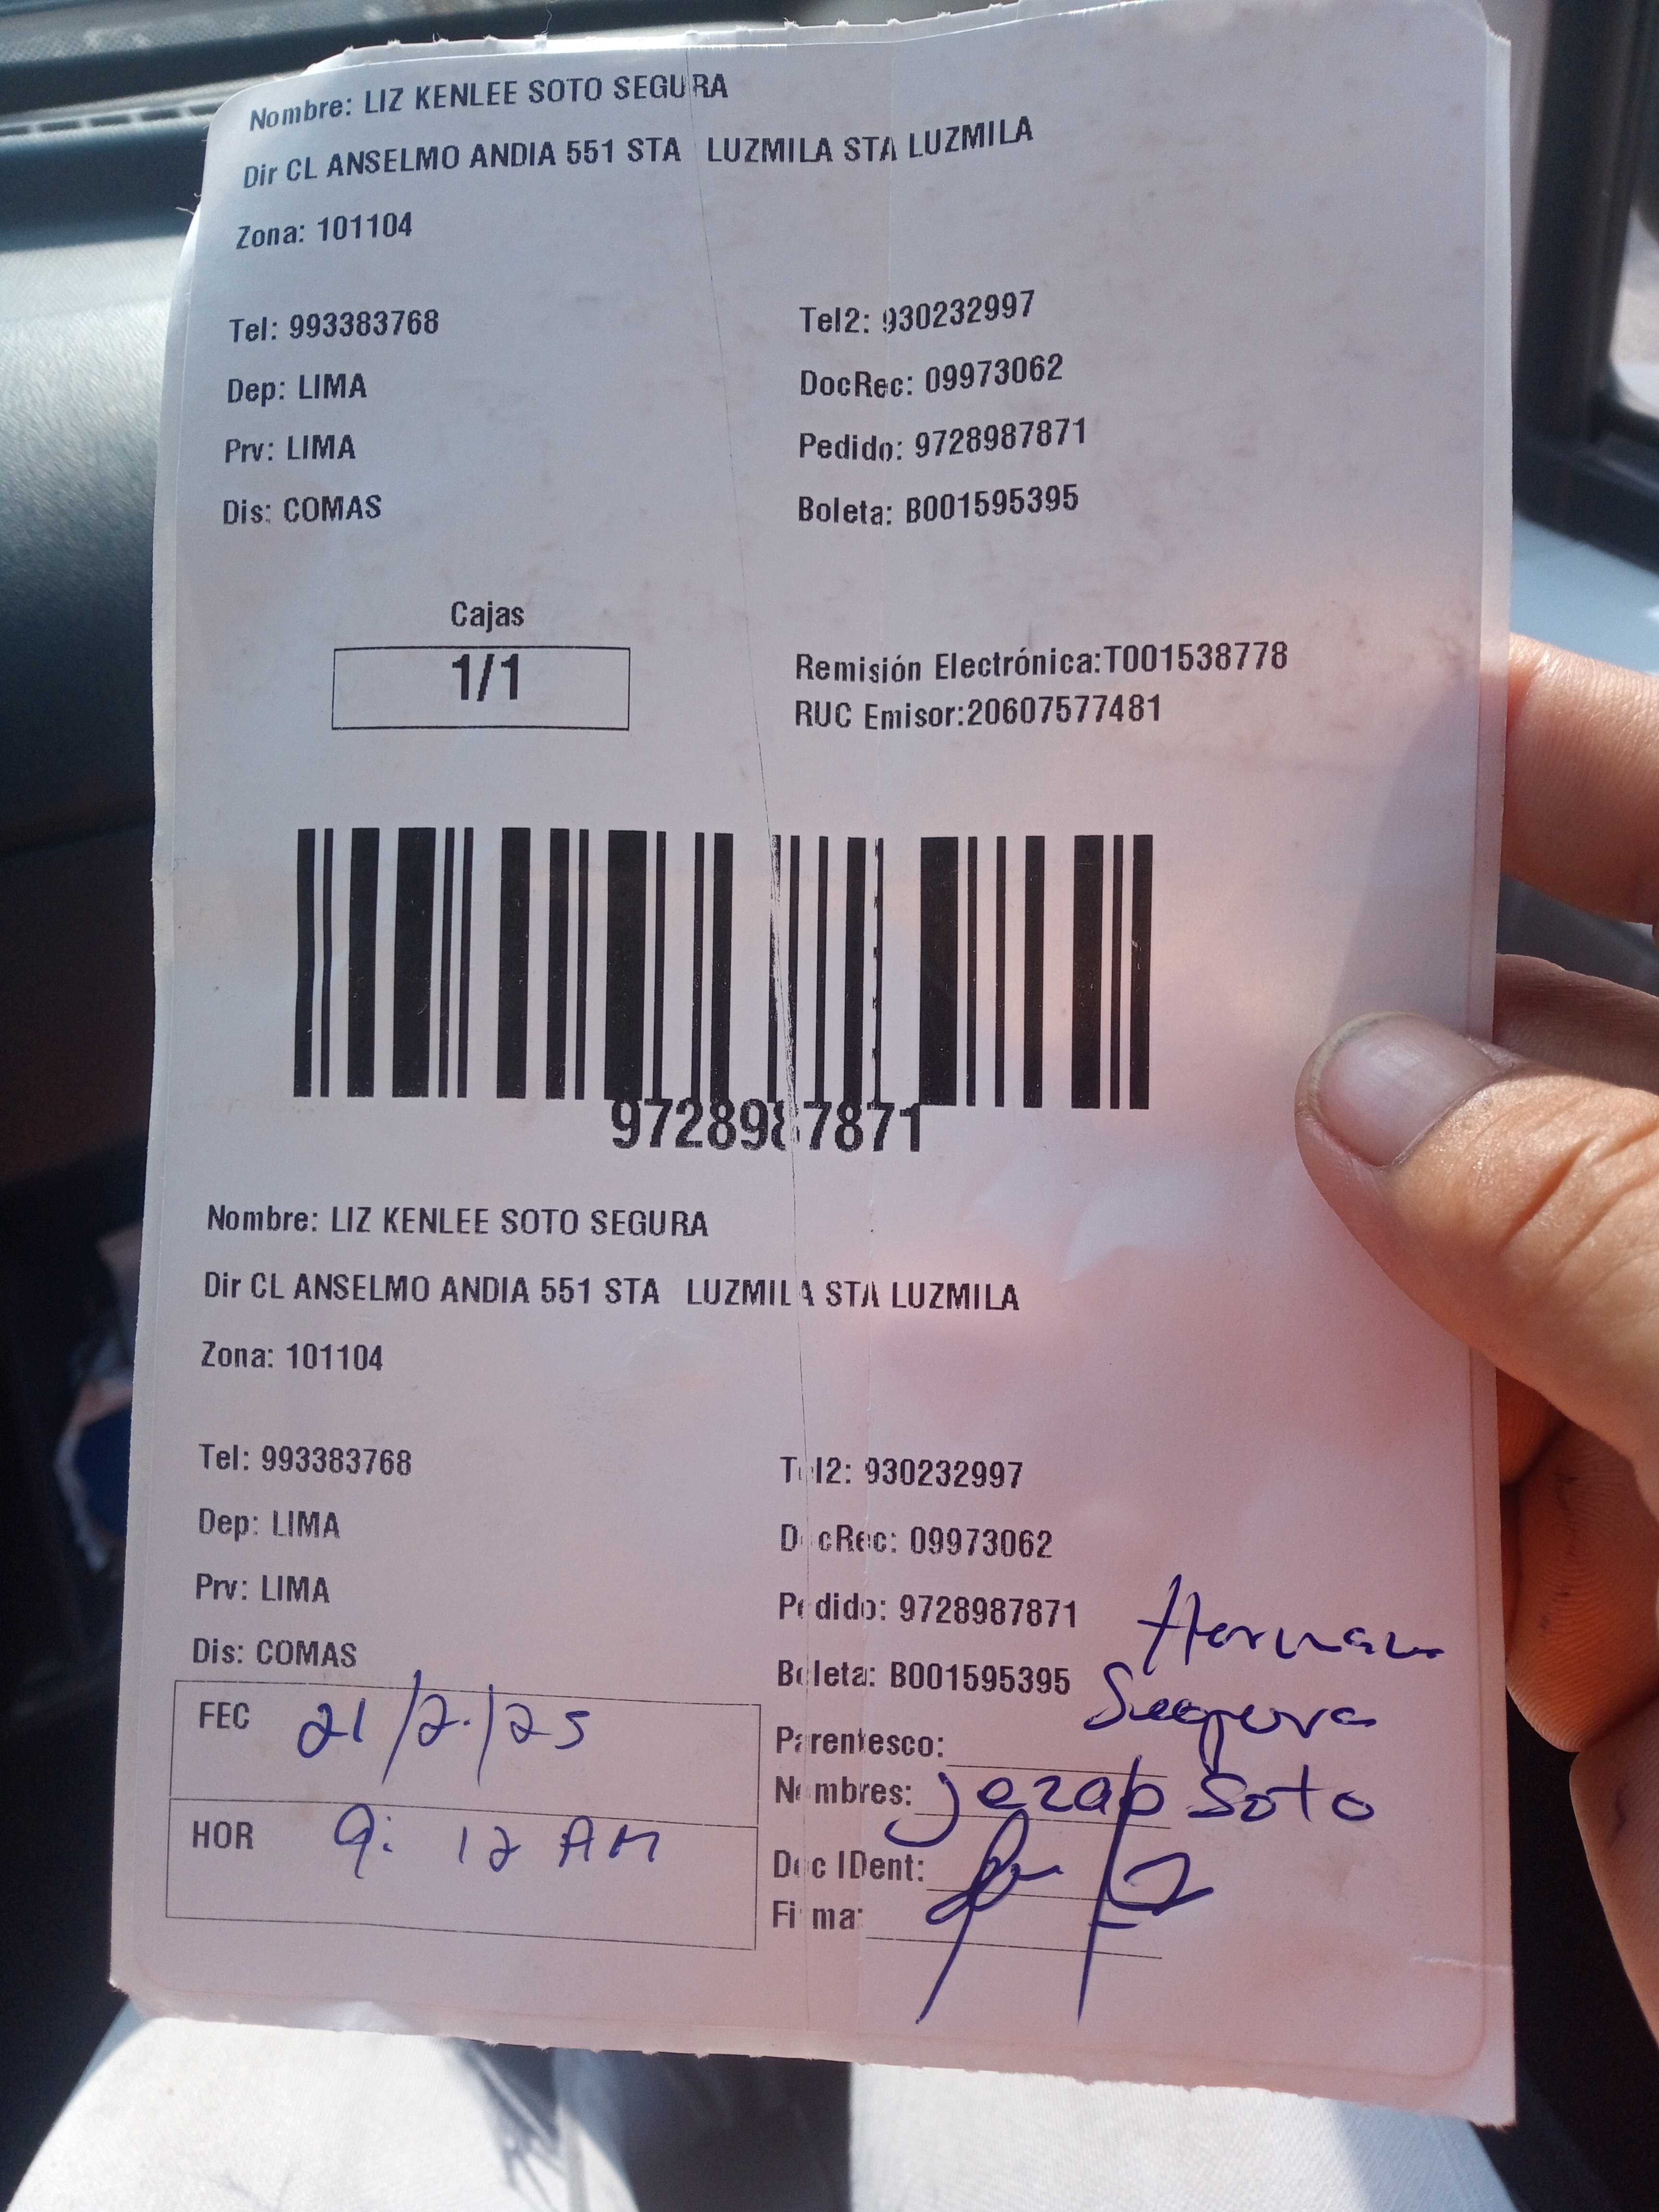 Nombre: LIZ KENLEE SOTO SEGURA
Dir CL ANSELMO ANDIA 551 STA LUZMILA STA LUZMILA
Zona: 101104
Tel: 993383768
Tel2: 930232997
Dep: LIMA
DocRec: 09973062
Prv: LIMA
Pedido: 9728987871
Dis: COMAS
Boleta: B001595395
Cajas
1/1
Remisión Electrónica:T001538778
RUC Emisor:20607577481
9728987871
Nombre: LIZ KENLEE SOTO SEGURA
Dir CL ANSELMO ANDIA 551 STA LUZMILA STA LUZMILA
Zona: 101104
Tel: 993383768
Tel2: 930232997
Dep: LIMA
DocRec: 09973062
Prv: LIMA
Pedido: 9728987871
Dis: COMAS
Boleta: B001595395
FEC 21/2/25
HOR 9:12 AM
Segura
Parentesco:
Nombres: Soto
Doc IDent:
Firma: